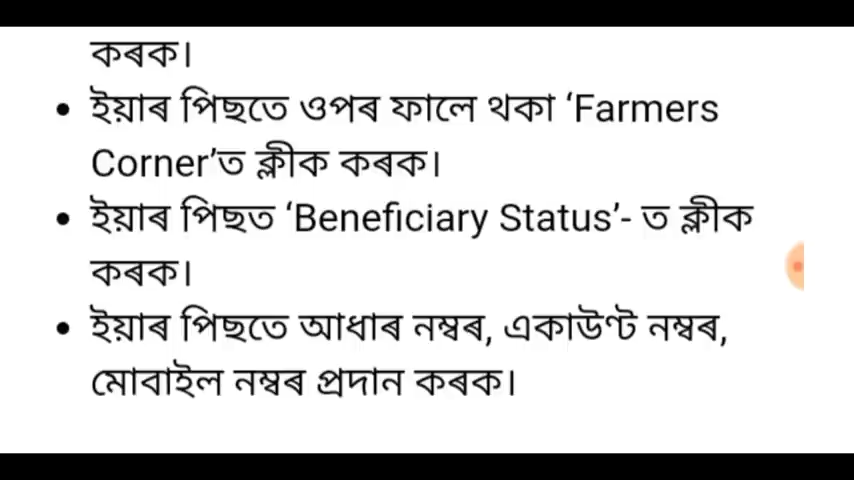 কৰক।
• ইয়াৰ পিছতে ওপৰ ফালে থকা ‘Farmers
Corner’ত ক্লীক কৰক।
• ইয়াৰ পিছত ‘Beneficiary Status’- ত ক্লীক
কৰক।
• ইয়াৰ পিছতে আধাৰ নম্বৰ, একাউণ্ট নম্বৰ,
মোবাইল নম্বৰ প্ৰদান কৰক।